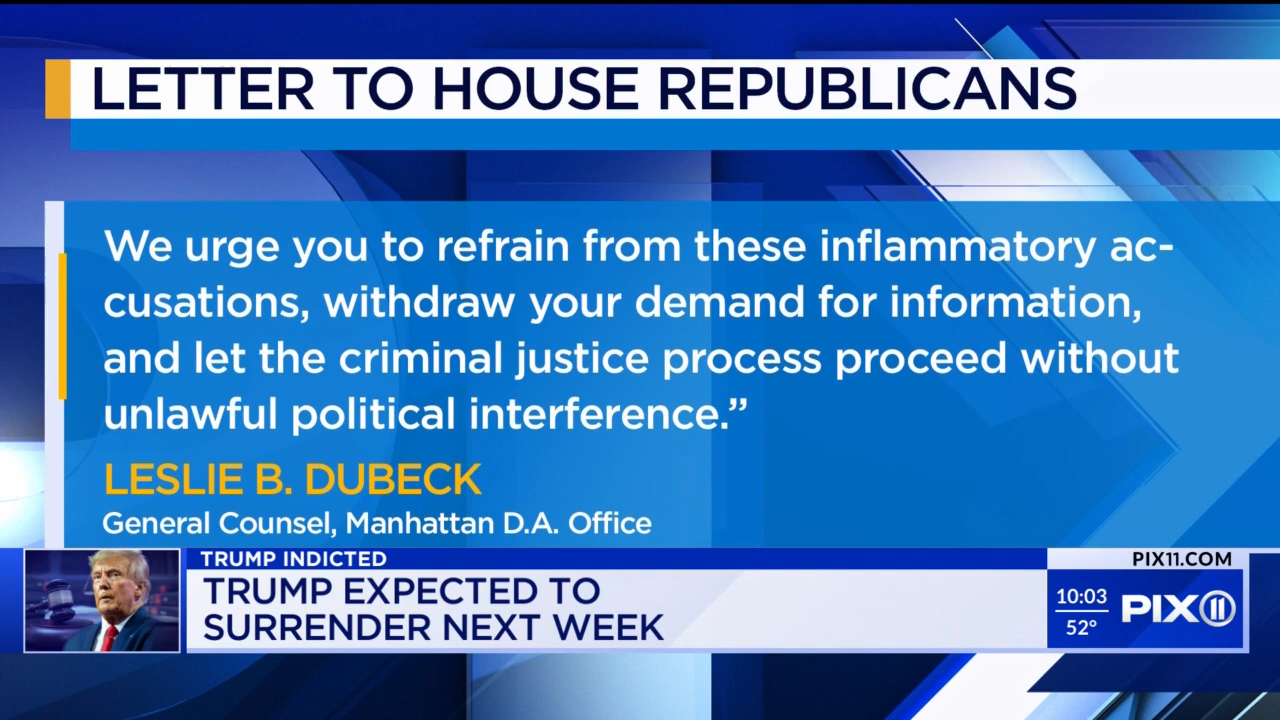 LETTER TO HOUSE REPUBLICANS
We urge you to refrain from these inflammatory ac-
cusations, withdraw your demand for information,
and let the criminal justice process proceed without
unlawful political interference.”
LESLIE B. DUBECK
General Counsel, Manhattan D.A. Office
TRUMP INDICTED
TRUMP EXPECTED TO
SURRENDER NEXT WEEK
PIX11.COM
10:03
52°
PIX11